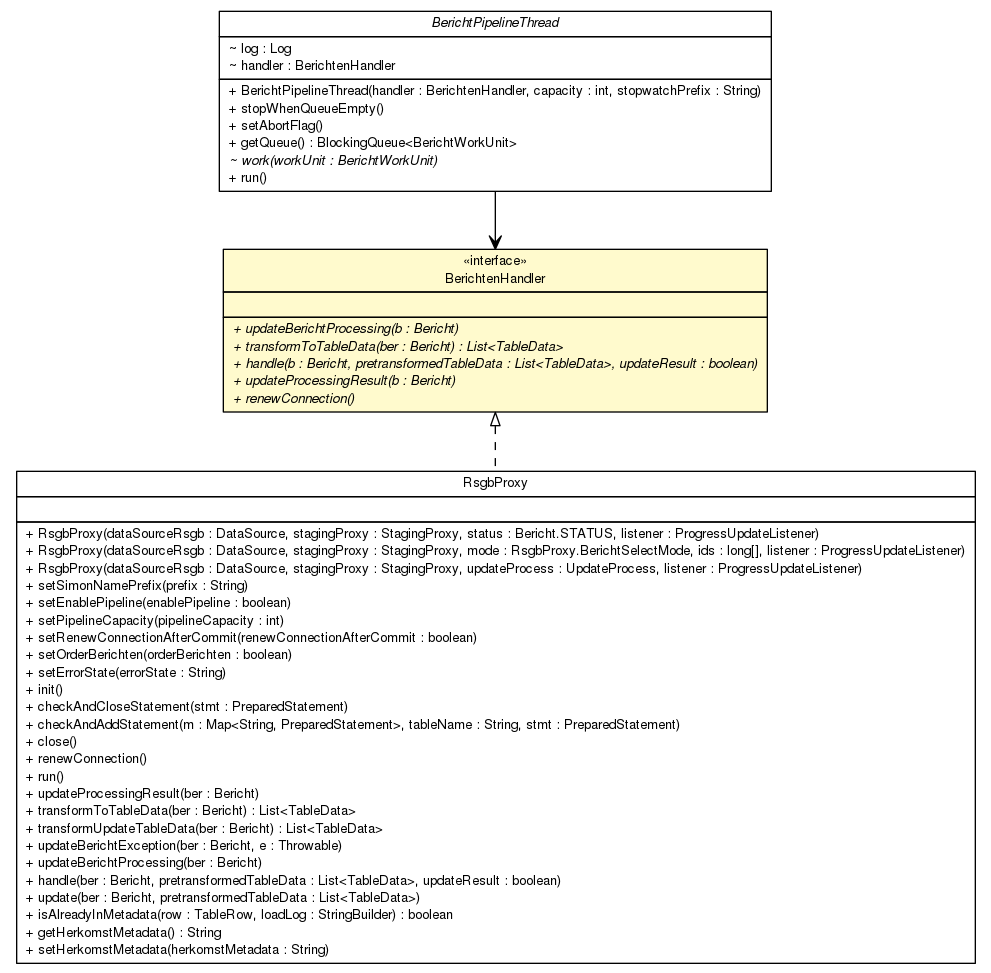 BerichtPipelineThread
~ log : Log
~ handler : BerichtenHandler
+ BerichtPipelineThread(handler : BerichtenHandler, capacity : int, stopwatchPrefix : String)
+ stopWhenQueueEmpty()
+ setAbortFlag()
+ getQueue() : BlockingQueue<BerichtWorkUnit>
~ work(workUnit : BerichtWorkUnit)
+ run()
«interface»
BerichtenHandler
+ updateBerichtProcessing(b : Bericht)
+ transformToTableData(ber : Bericht) : List<TableData>
+ handle(b : Bericht, pretransformedTableData : List<TableData>, updateResult : boolean)
+ updateProcessingResult(b : Bericht)
+ renewConnection()
RsgbProxy
+ RsgbProxy(dataSourceRsgb : DataSource, stagingProxy : StagingProxy, status : Bericht.STATUS, listener : ProgressUpdateListener)
+ RsgbProxy(dataSourceRsgb : DataSource, stagingProxy : StagingProxy, mode : RsgbProxy.BerichtSelectMode, ids : long[], listener : ProgressUpdateListener)
+ RsgbProxy(dataSourceRsgb : DataSource, stagingProxy : StagingProxy, updateProcess : UpdateProcess, listener : ProgressUpdateListener)
+ setSimonNamePrefix(prefix : String)
+ setEnablePipeline(enablePipeline : boolean)
+ setPipelineCapacity(pipelineCapacity : int)
+ setRenewConnectionAfterCommit(renewConnectionAfterCommit : boolean)
+ setOrderBerichten(orderBerichten : boolean)
+ setErrorState(errorState : String)
+ init()
+ checkAndCloseStatement(stmt : PreparedStatement)
+ checkAndAddStatement(m : Map<String, PreparedStatement>, tableName : String, stmt : PreparedStatement)
+ close()
+ renewConnection()
+ run()
+ updateProcessingResult(ber : Bericht)
+ transformToTableData(ber : Bericht) : List<TableData>
+ transformUpdateTableData(ber : Bericht) : List<TableData>
+ updateBerichtException(ber : Bericht, e : Throwable)
+ updateBerichtProcessing(ber : Bericht)
+ handle(ber : Bericht, pretransformedTableData : List<TableData>, updateResult : boolean)
+ update(ber : Bericht, pretransformedTableData : List<TableData>)
+ isAlreadyInMetadata(row : TableRow, loadLog : StringBuilder) : boolean
+ getHerkomstMetadata() : String
+ setHerkomstMetadata(herkomstMetadata : String)